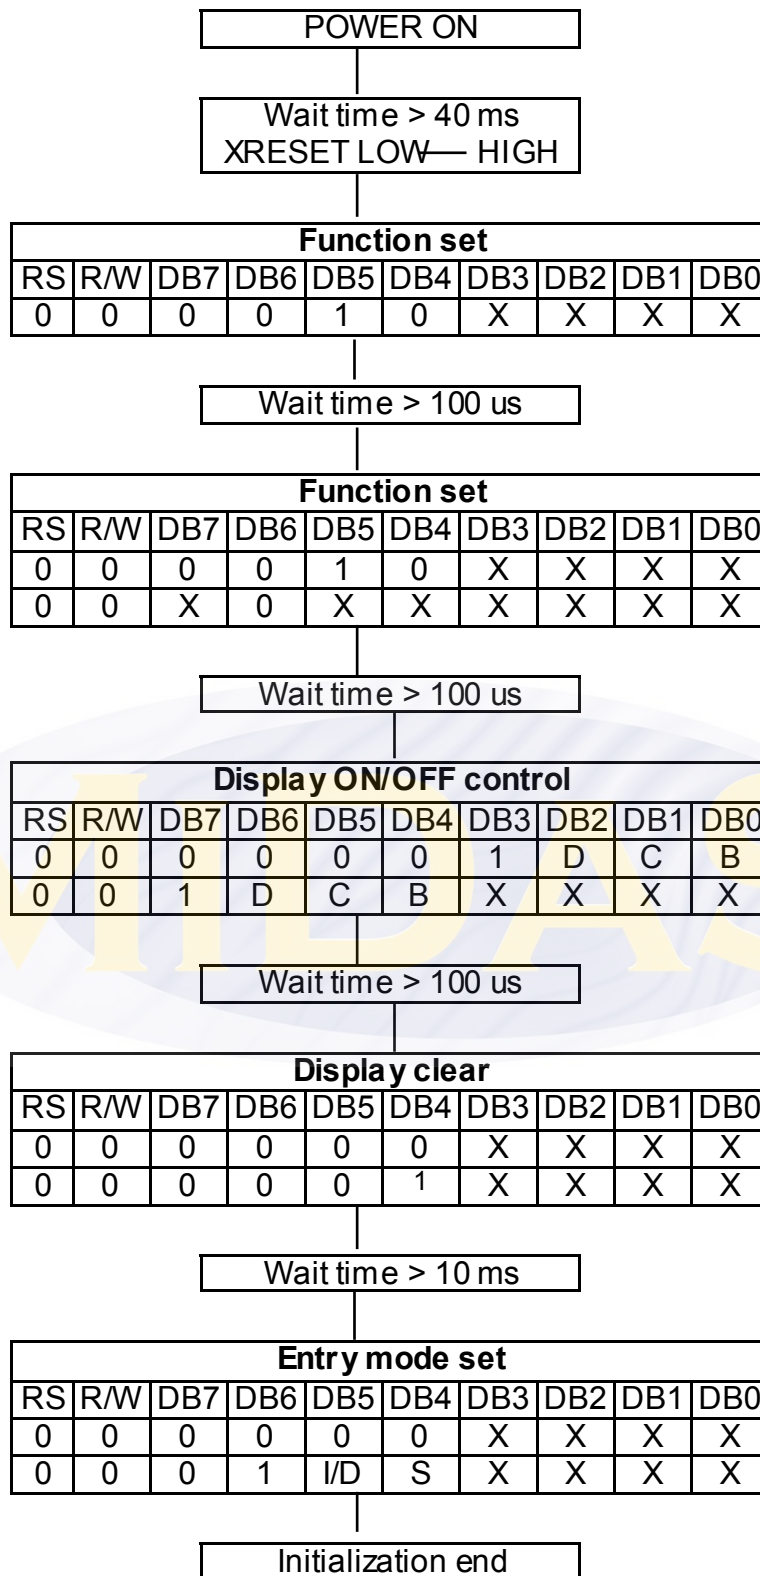 POWER ON
Wait time > 40 ms
XRESET LOW — HIGH
Function set
RS R/W DB7 DB6 DB5 DB4 DB3 DB2 DB1 DB0
0 0 0 0 1 0 X X X X
Wait time > 100 us
Function set
RS R/W DB7 DB6 DB5 DB4 DB3 DB2 DB1 DB0
0 0 0 0 1 0 X X X X
0 0 X 0 X X X X X X
Wait time > 100 us
Display ON/OFF control
RS R/W DB7 DB6 DB5 DB4 DB3 DB2 DB1 DB0
0 0 0 0 0 0 1 D C B
0 0 1 D C B X X X X
MIDAS
Wait time > 100 us
Display clear
RS R/W DB7 DB6 DB5 DB4 DB3 DB2 DB1 DB0
0 0 0 0 0 0 X X X X
0 0 0 0 0 1 X X X X
Wait time > 10 ms
Entry mode set
RS R/W DB7 DB6 DB5 DB4 DB3 DB2 DB1 DB0
0 0 0 0 0 0 X X X X
0 0 0 1 I/D S X X X X
Initialization end